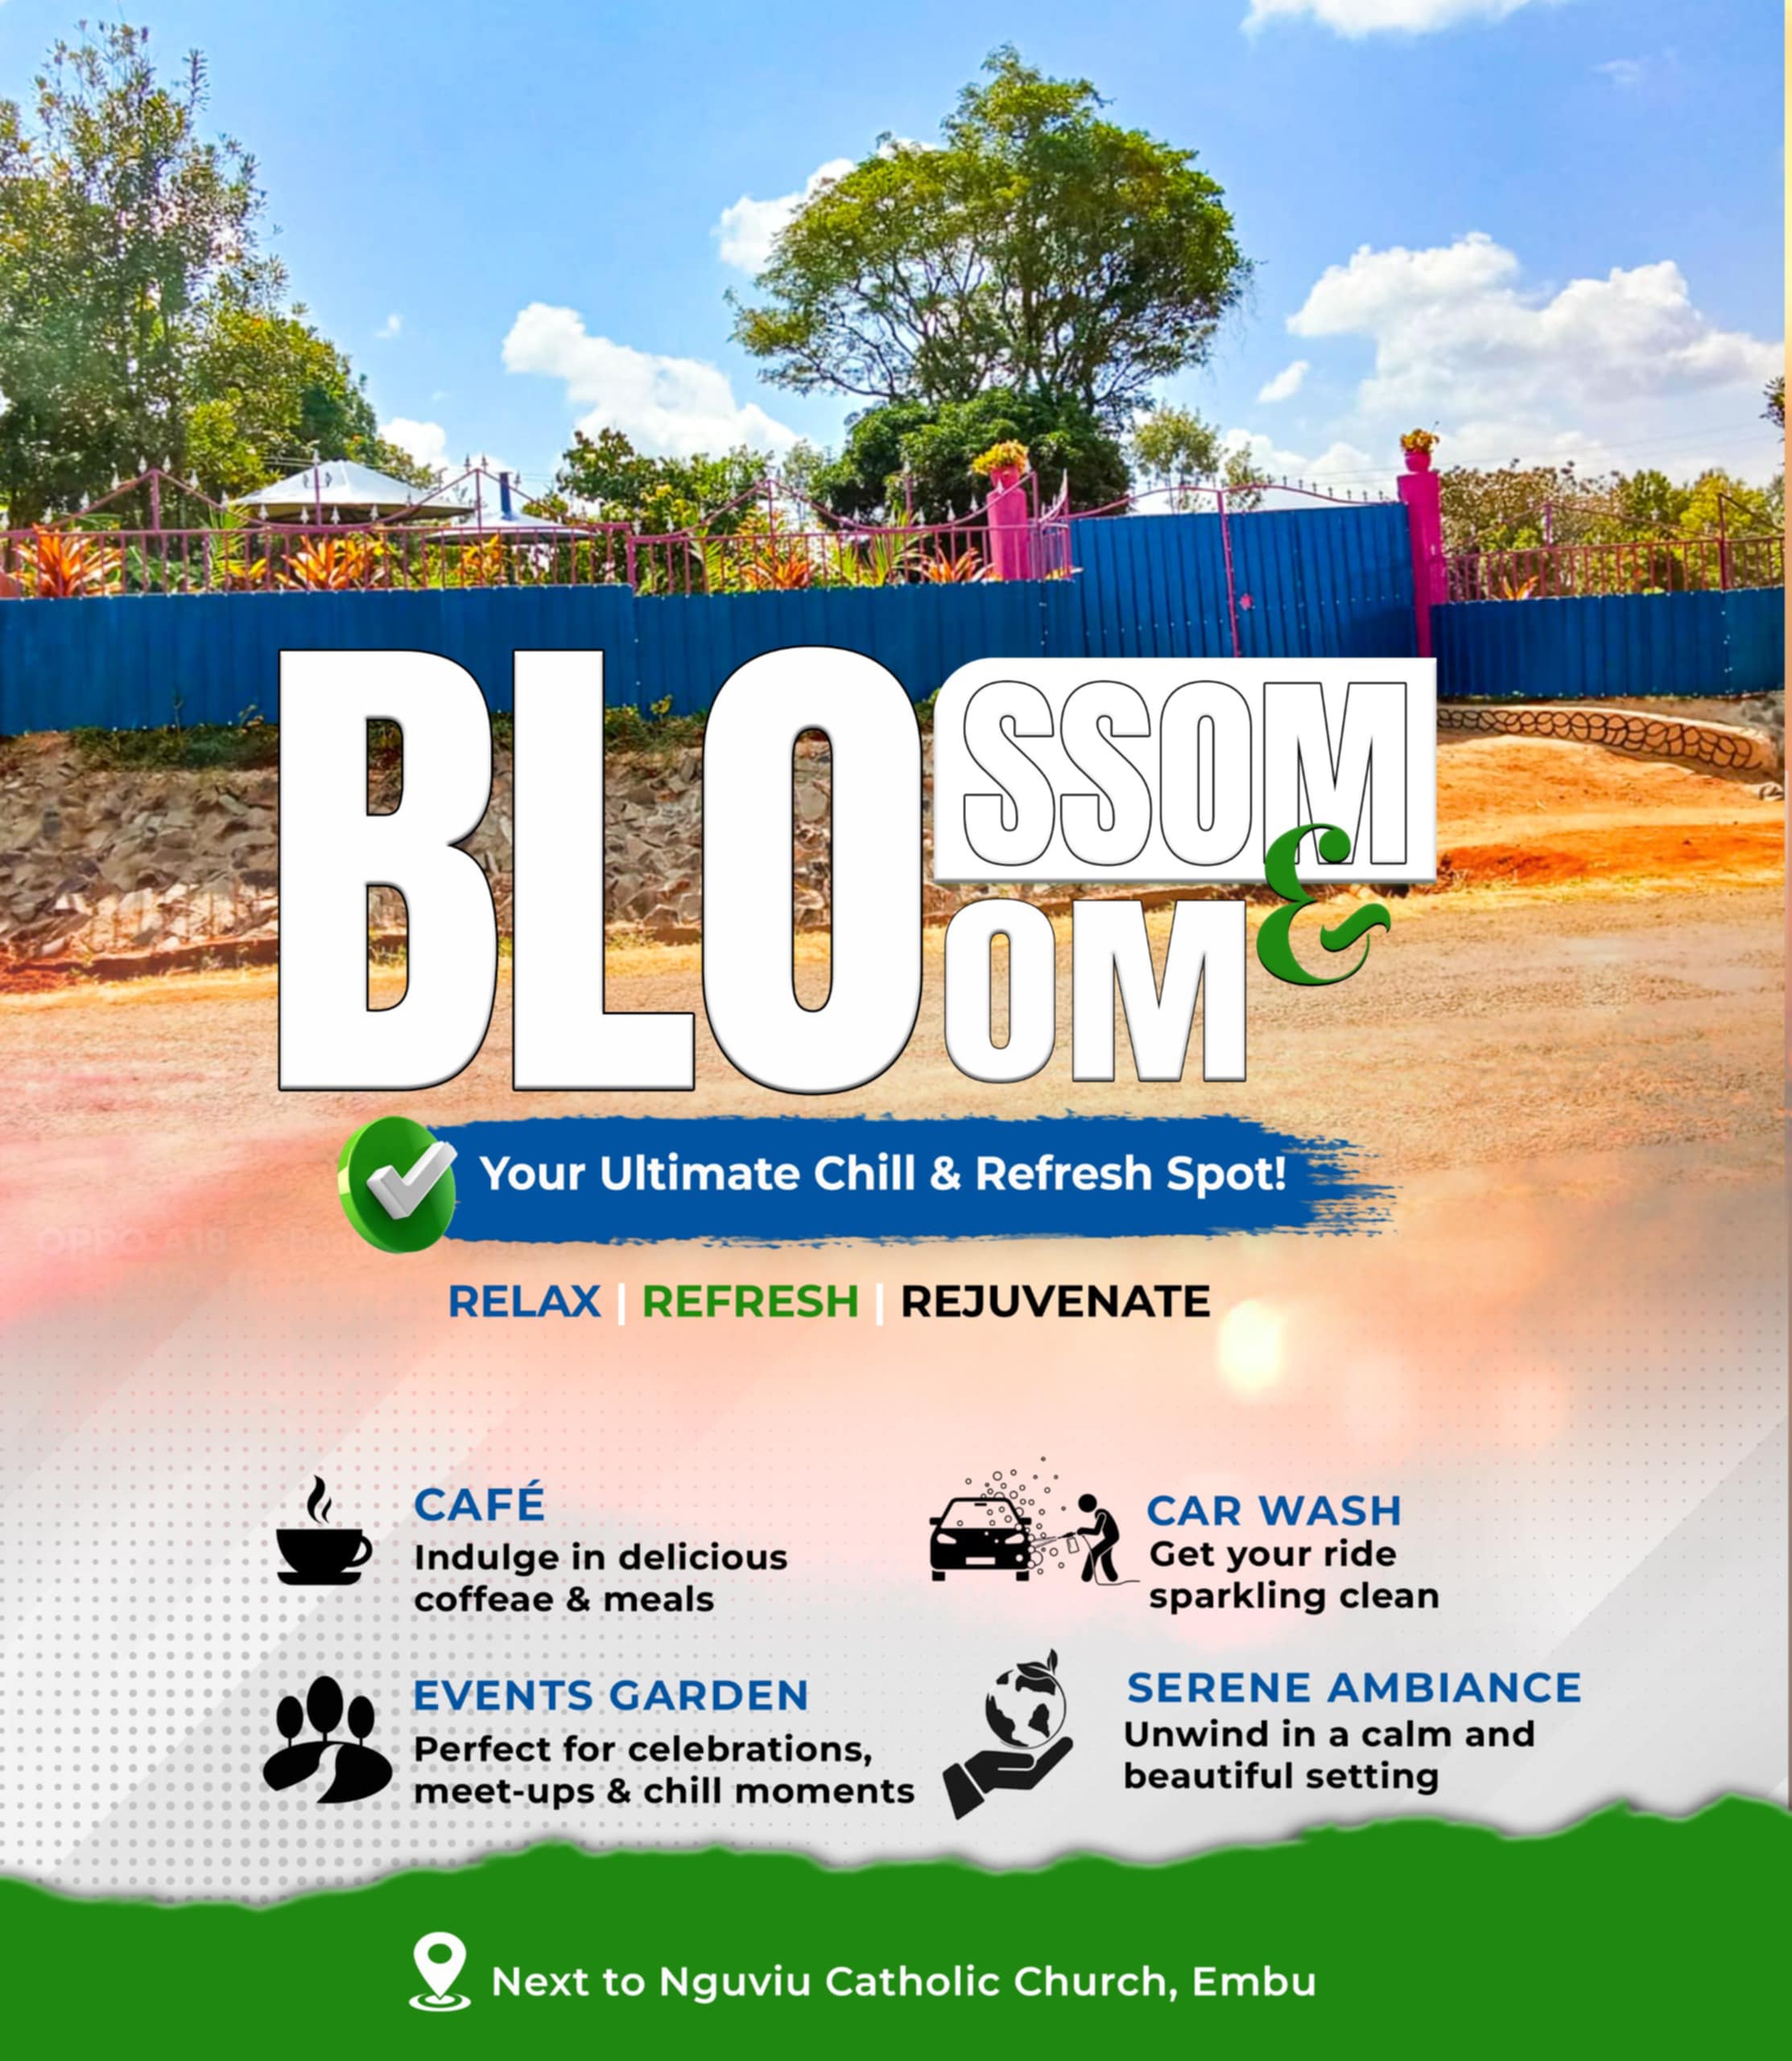 BLOSSOM &
BLOOM
Your Ultimate Chill & Refresh Spot!
RELAX | REFRESH | REJUVENATE
CAFÉ
Indulge in delicious
coffeae & meals
CAR WASH
Get your ride
sparkling clean
EVENTS GARDEN
Perfect for celebrations,
meet-ups & chill moments
SERENE AMBIANCE
Unwind in a calm and
beautiful setting
Next to Nguviu Catholic Church, Embu
OPPO A18